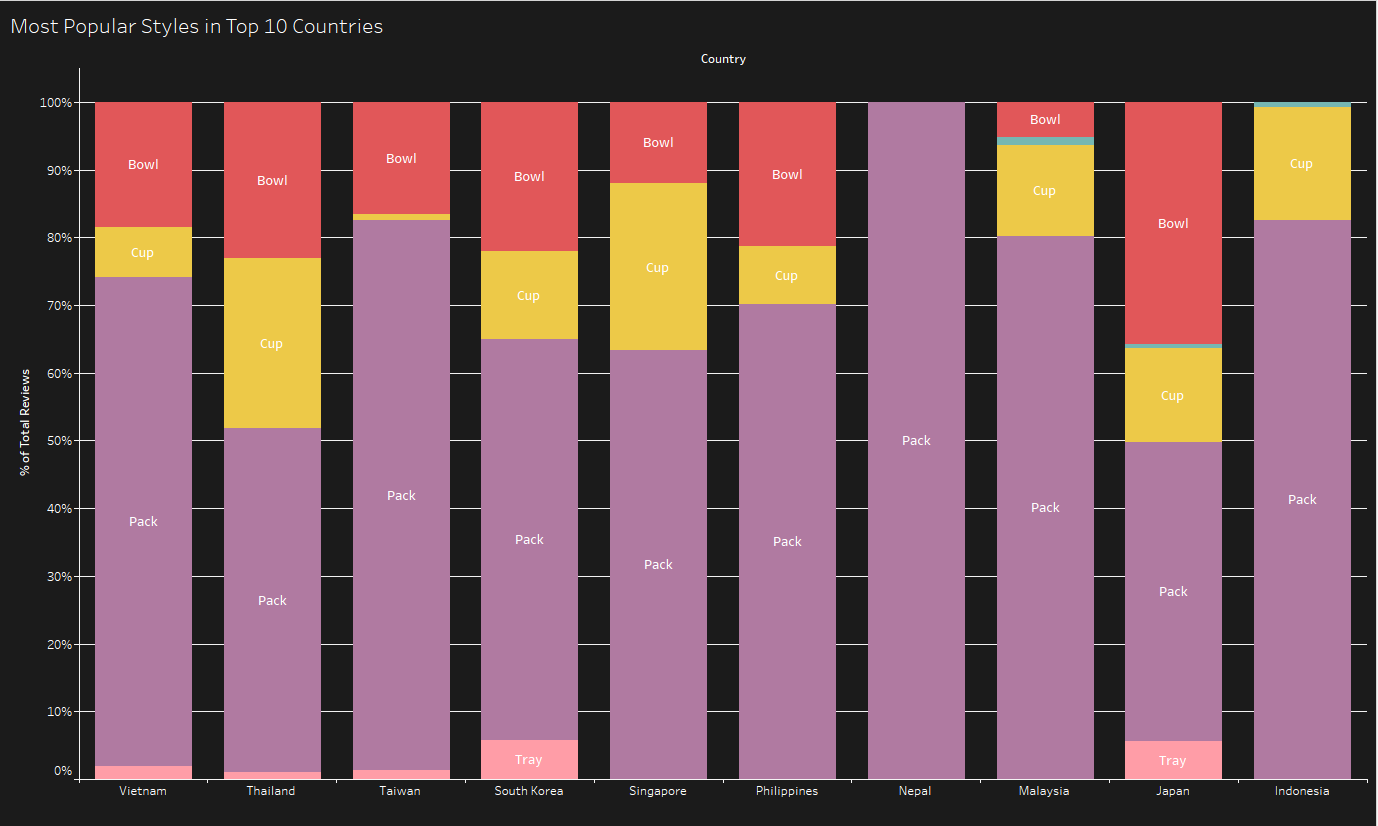 Most Popular Styles in Top 10 Countries
Country
% of Total Reviews
100%
90%
80%
70%
60%
50%
40%
30%
20%
10%
0%
Bowl
Cup
Pack
Bowl
Cup
Pack
Bowl
Pack
Bowl
Cup
Pack
Tray
Bowl
Cup
Pack
Bowl
Cup
Pack
Pack
Bowl
Cup
Pack
Bowl
Cup
Pack
Tray
Cup
Pack
Vietnam
Thailand
Taiwan
South Korea
Singapore
Philippines
Nepal
Malaysia
Japan
Indonesia